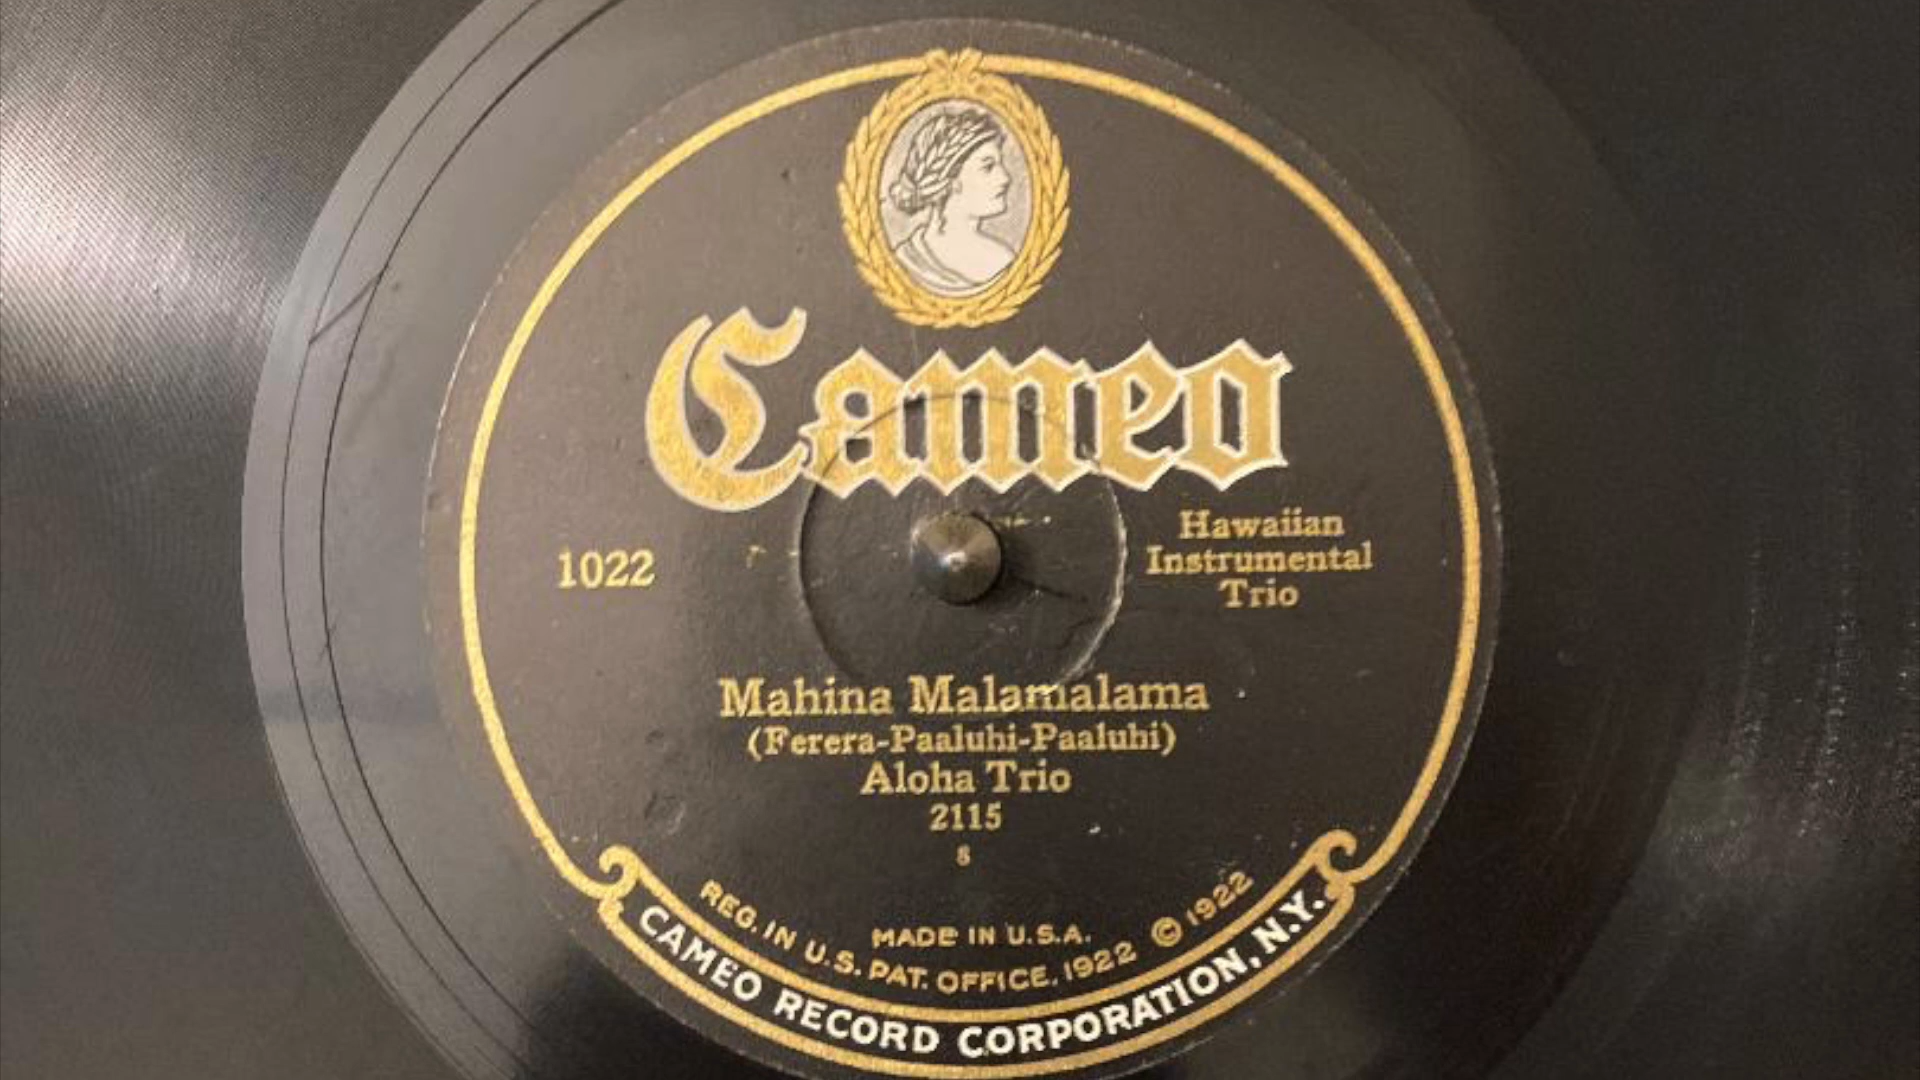 Cameo
1022
Hawaiian
Instrumental
Trio
Mahina Malamalama
(Ferera-Paaluhi-Paaluhi)
Aloha Trio
2115
8
MADE IN U.S.A.
REG. IN U.S. PAT. OFFICE, 1922 © 1922
CAMEO RECORD CORPORATION, N.Y.